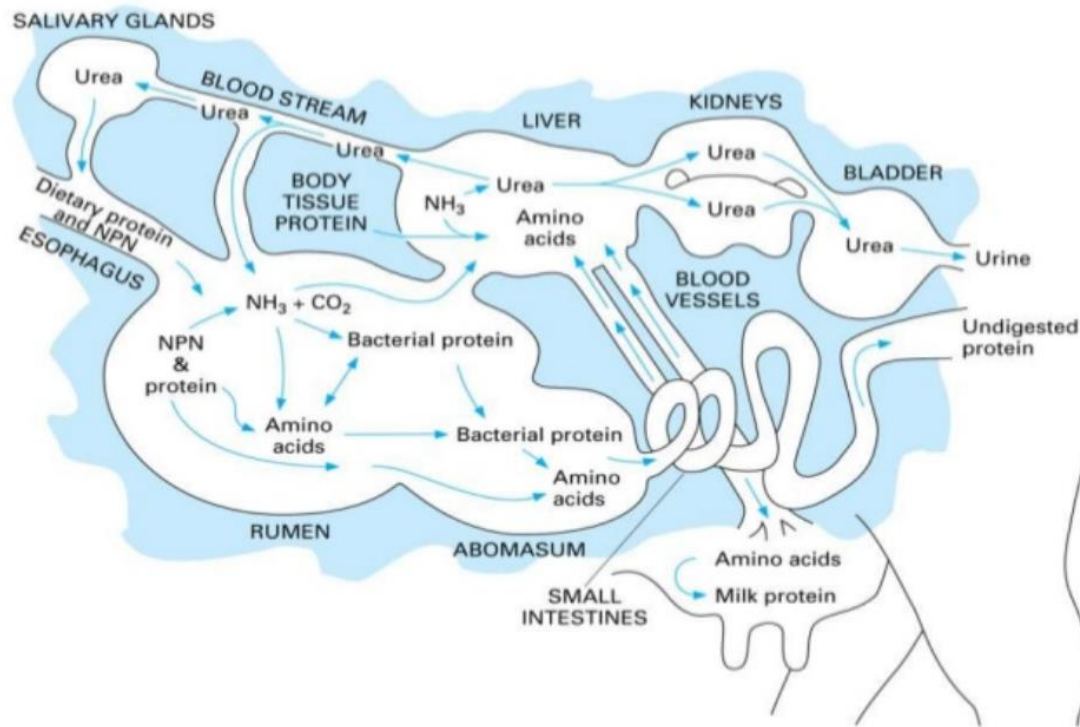 SALIVARY GLANDS
Urea
BLOOD STREAM
Urea
Urea
LIVER
KIDNEYS
Urea
Urea
BLADDER
Urea
Urine
BODY
TISSUE
PROTEIN
NH₃
Urea
Amino
acids
Dietary protein
and NPN
ESOPHAGUS
BLOOD
VESSELS
NH₃ + CO₂
Bacterial protein
NPN
&
protein
Amino
acids
Bacterial protein
Amino
acids
Undigested
protein
RUMEN
ABOMASUM
SMALL
INTESTINES
Amino acids
Milk protein